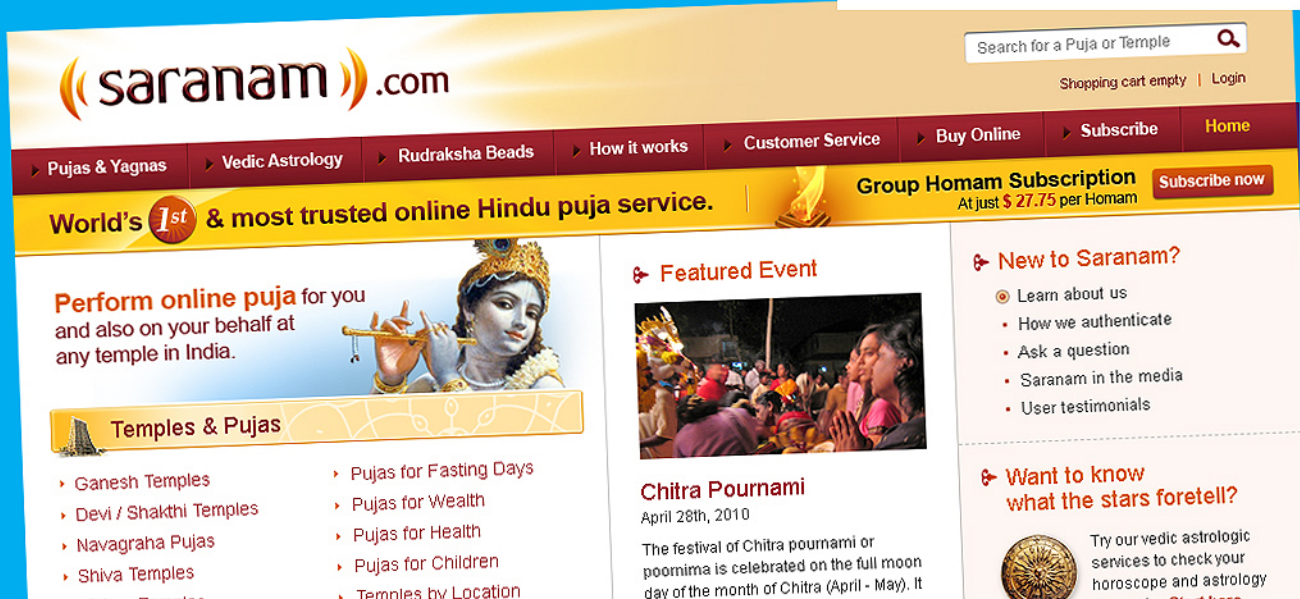 saranam.com
Search for a Puja or Temple
Shopping cart empty | Login
Pujas & Yagnas
Vedic Astrology
Rudraksha Beads
How it works
Customer Service
Buy Online
Subscribe
Home
World's 1st & most trusted online Hindu puja service.
Group Homam Subscription
At just $ 27.75 per Homam
Subscribe now
Perform online puja for you
and also on your behalf at
any temple in India.
Temples & Pujas
Ganesh Temples
Devi / Shakthi Temples
Navagraha Pujas
Shiva Temples
Pujas for Fasting Days
Pujas for Wealth
Pujas for Health
Pujas for Children
Temples by Location
Featured Event
Chitra Pournami
April 28th, 2010
The festival of Chitra pournami or
poornima is celebrated on the full moon
day of the month of Chitra (April - May). It
New to Saranam?
Learn about us
How we authenticate
Ask a question
Saranam in the media
User testimonials
Want to know
what the stars foretell?
Try our vedic astrologic
services to check your
horoscope and astrology